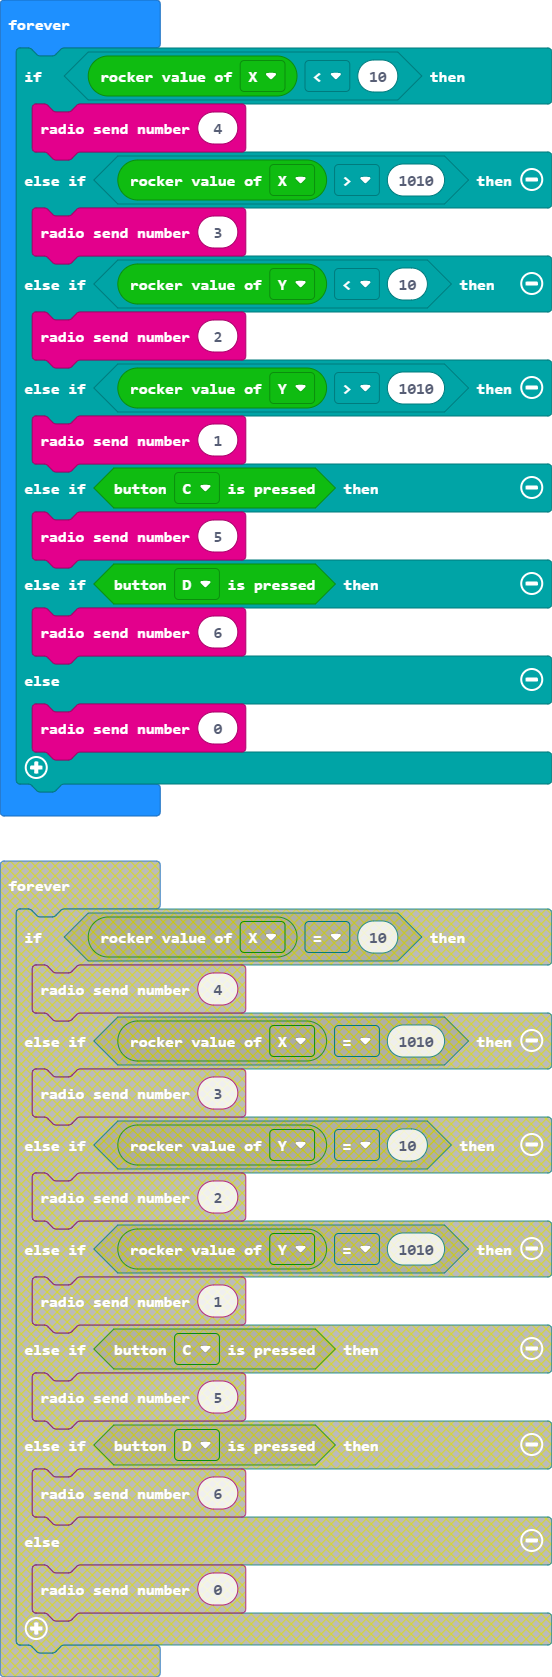 forever
if rocker value of X < 10 then
radio send number 4
else if rocker value of X > 1010 then
radio send number 3
else if rocker value of Y < 10 then
radio send number 2
else if rocker value of Y > 1010 then
radio send number 1
else if button C is pressed then
radio send number 5
else if button D is pressed then
radio send number 6
else
radio send number 0
forever
if rocker value of X = 10 then
radio send number 4
else if rocker value of X = 1010 then
radio send number 3
else if rocker value of Y = 10 then
radio send number 2
else if rocker value of Y = 1010 then
radio send number 1
else if button C is pressed then
radio send number 5
else if button D is pressed then
radio send number 6
else
radio send number 0